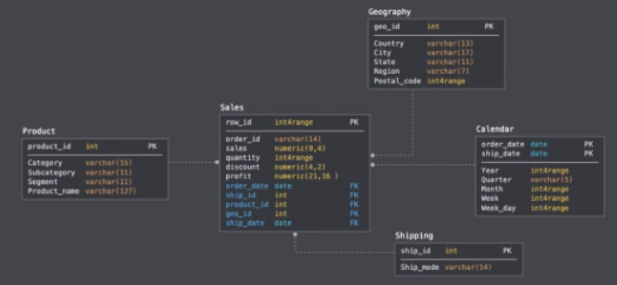 Geography
geo_id int PK
Country varchar(13)
City varchar(17)
State varchar(11)
Region varchar(7)
Postal_code int4range
Sales
row_id int4range PK
order_id varchar(14)
sales numeric(9,4)
quantity int4range
discount numeric(4,2)
profit numeric(21,16 )
order_date date FK
ship_id int FK
product_id int FK
geo_id int FK
ship_date date FK
Product
product_id int PK
Category varchar(15)
Subcategory varchar(11)
Segment varchar(11)
Product_name varchar(127)
Calendar
order_date date PK
ship_date date PK
Year int4range
Quarter varchar(5)
Month int4range
Week int4range
Week_day int4range
Shipping
ship_id int PK
Ship_mode varchar(14)